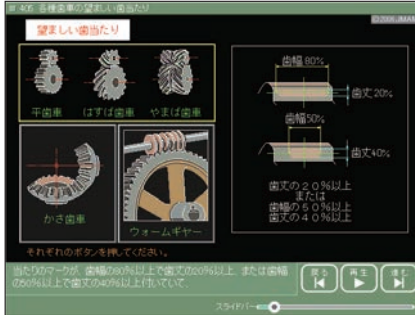 # 405 各種歯車の望ましい歯当たり
望ましい歯当たり
平歯車
はすば歯車
やまば歯車
かさ歯車
ウォームギヤー
歯幅80%
歯丈20%
歯幅50%
歯丈40%
歯丈の20%以上
または
歯幅の50%以上
歯丈の40%以上
それぞれのボタンを押してください。
当たりのマークが、歯幅の80%以上で歯丈の20%以上、または歯幅
の50%以上で歯丈の40%以上付いていて、
戻る
再生
進む
スライドバー